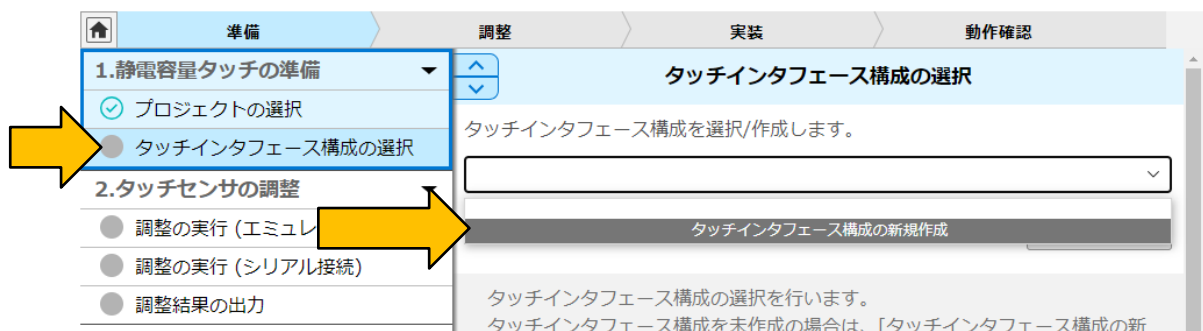 準備
調整
実装
動作確認
1.静電容量タッチの準備
プロジェクトの選択
タッチインタフェース構成の選択
2.タッチセンサの調整
調整の実行 (エミュレ
調整の実行 (シリアル接続)
調整結果の出力
タッチインタフェース構成の選択
タッチインタフェース構成を選択/作成します。
タッチインタフェース構成の新規作成
タッチインタフェース構成の選択を行います。
タッチインタフェース構成を未作成の場合は、「タッチインタフェース構成の新